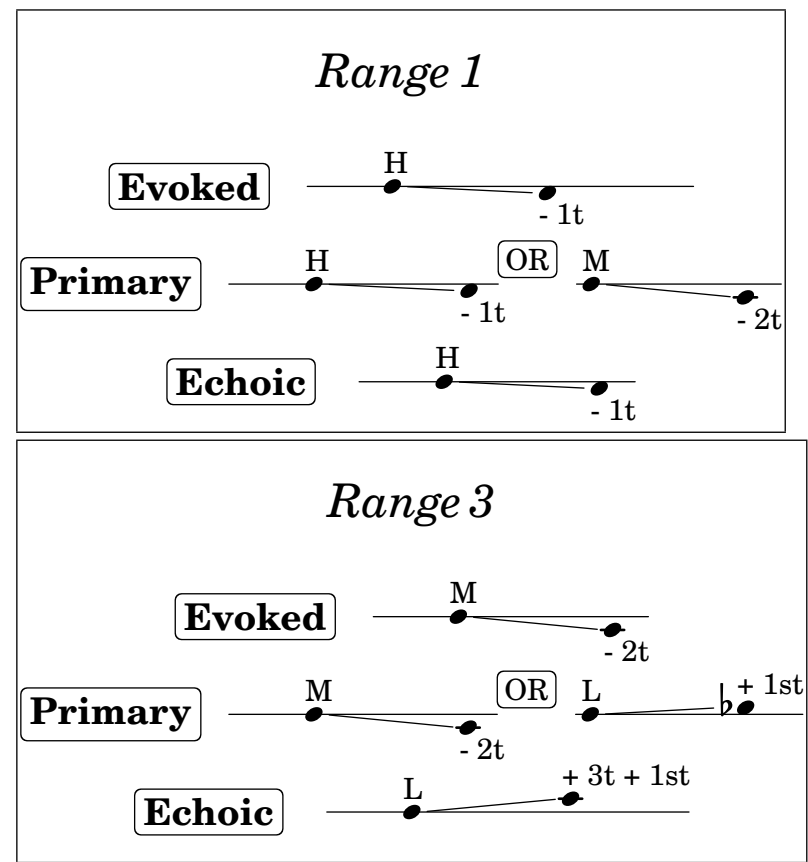 Range 1
H
Evoked
- 1t
H OR M
Primary
- 1t - 2t
H
Echoic
- 1t
Range 3
M
Evoked
- 2t
M OR L ♭ + 1st
Primary
- 2t
L + 3t + 1st
Echoic